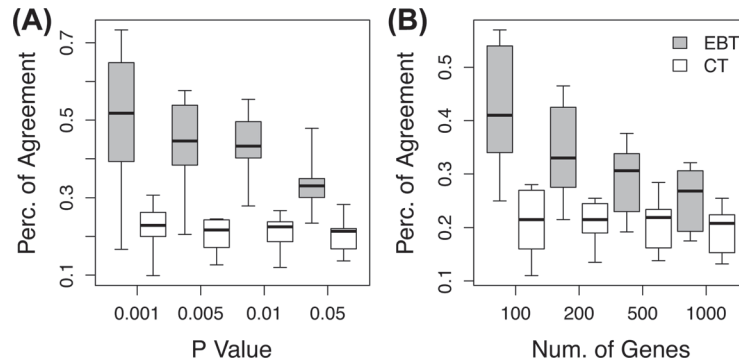 (A)
Perc. of Agreement
0.7
0.5
0.3
0.1
0.001 0.005 0.01 0.05
P Value
(B)
EBT
CT
Perc. of Agreement
0.5
0.4
0.3
0.2
0.1
100 200 500 1000
Num. of Genes